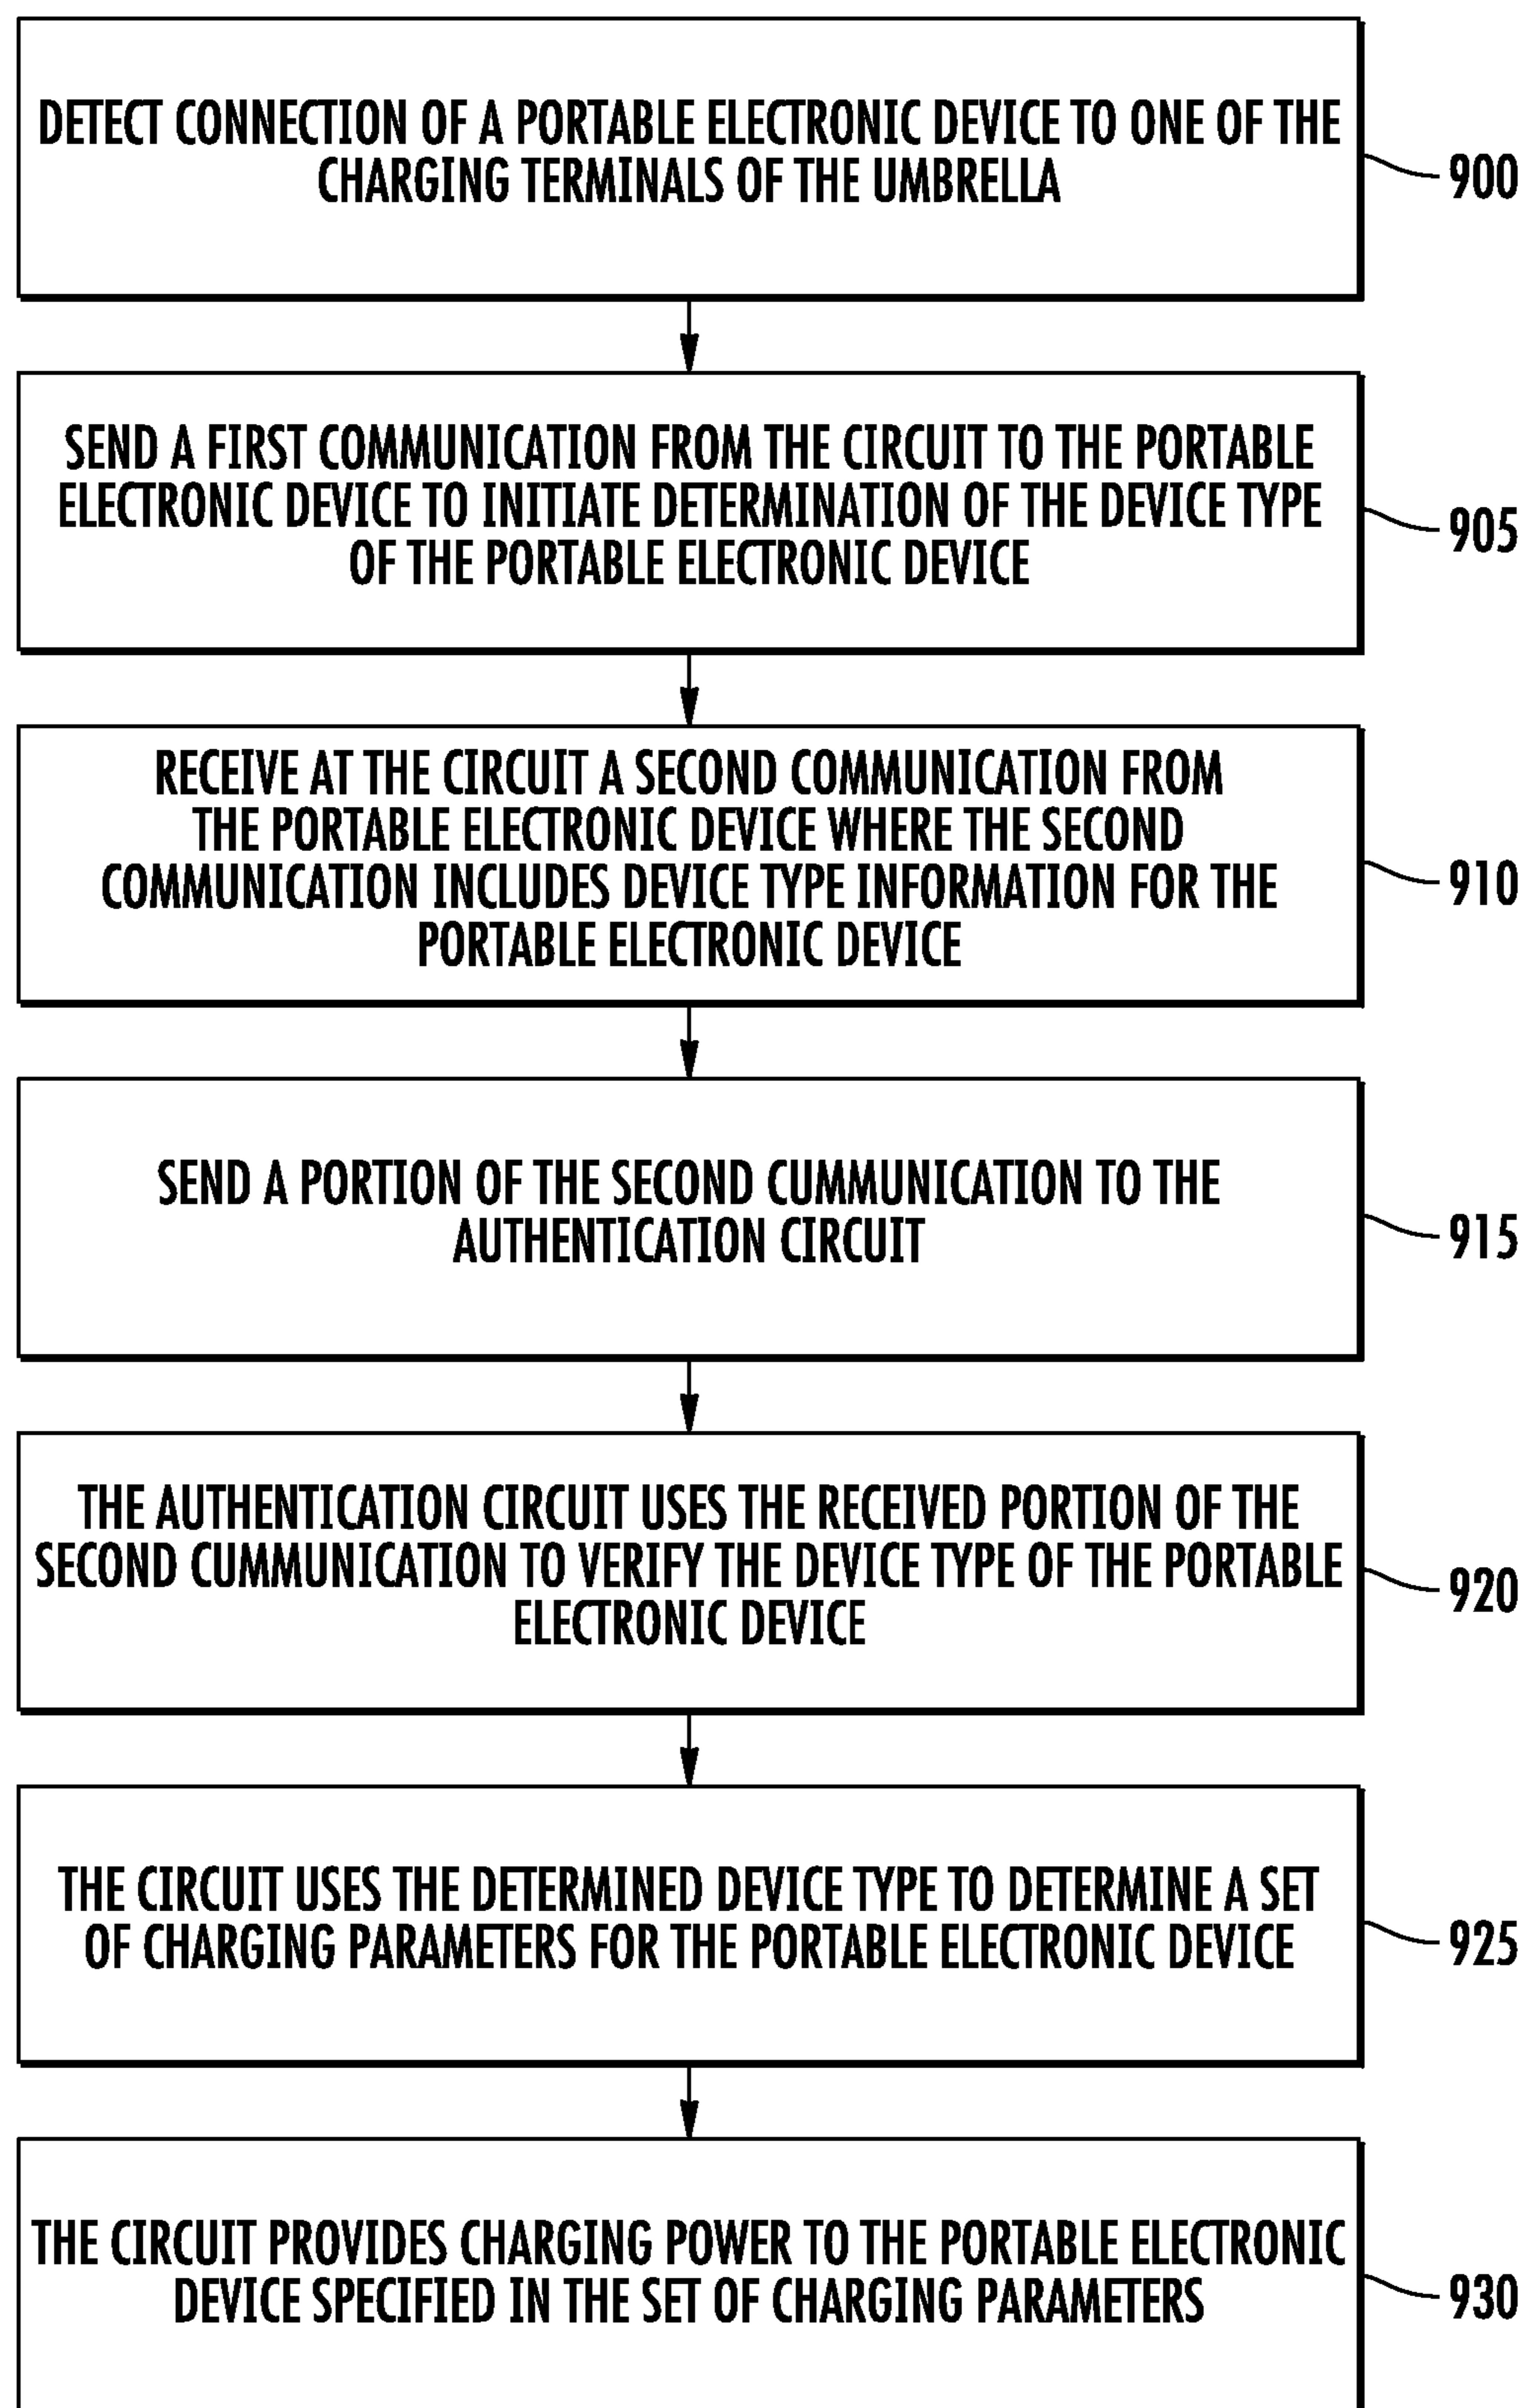 DETECT CONNECTION OF A PORTABLE ELECTRONIC DEVICE TO ONE OF THE
CHARGING TERMINALS OF THE UMBRELLA
900
SEND A FIRST COMMUNICATION FROM THE CIRCUIT TO THE PORTABLE
ELECTRONIC DEVICE TO INITIATE DETERMINATION OF THE DEVICE TYPE
OF THE PORTABLE ELECTRONIC DEVICE
905
RECEIVE AT THE CIRCUIT A SECOND COMMUNICATION FROM
THE PORTABLE ELECTRONIC DEVICE WHERE THE SECOND
COMMUNICATION INCLUDES DEVICE TYPE INFORMATION FOR THE
PORTABLE ELECTRONIC DEVICE
910
SEND A PORTION OF THE SECOND CUMMUNICATION TO THE
AUTHENTICATION CIRCUIT
915
THE AUTHENTICATION CIRCUIT USES THE RECEIVED PORTION OF THE
SECOND CUMMUNICATION TO VERIFY THE DEVICE TYPE OF THE PORTABLE
ELECTRONIC DEVICE
920
THE CIRCUIT USES THE DETERMINED DEVICE TYPE TO DETERMINE A SET
OF CHARGING PARAMETERS FOR THE PORTABLE ELECTRONIC DEVICE
925
THE CIRCUIT PROVIDES CHARGING POWER TO THE PORTABLE ELECTRONIC
DEVICE SPECIFIED IN THE SET OF CHARGING PARAMETERS
930